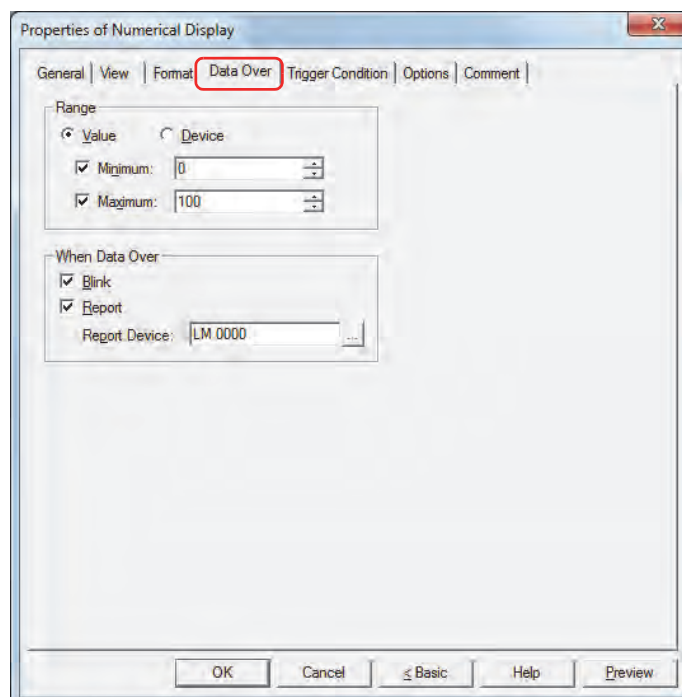 Properties of Numerical Display
General View Format Data Over Trigger Condition Options Comment
Range
Value Device
Minimum: 0
Maximum: 100
When Data Over
Blink
Report
Report Device: LM 0000 ...
OK Cancel ≤ Basic Help Preview